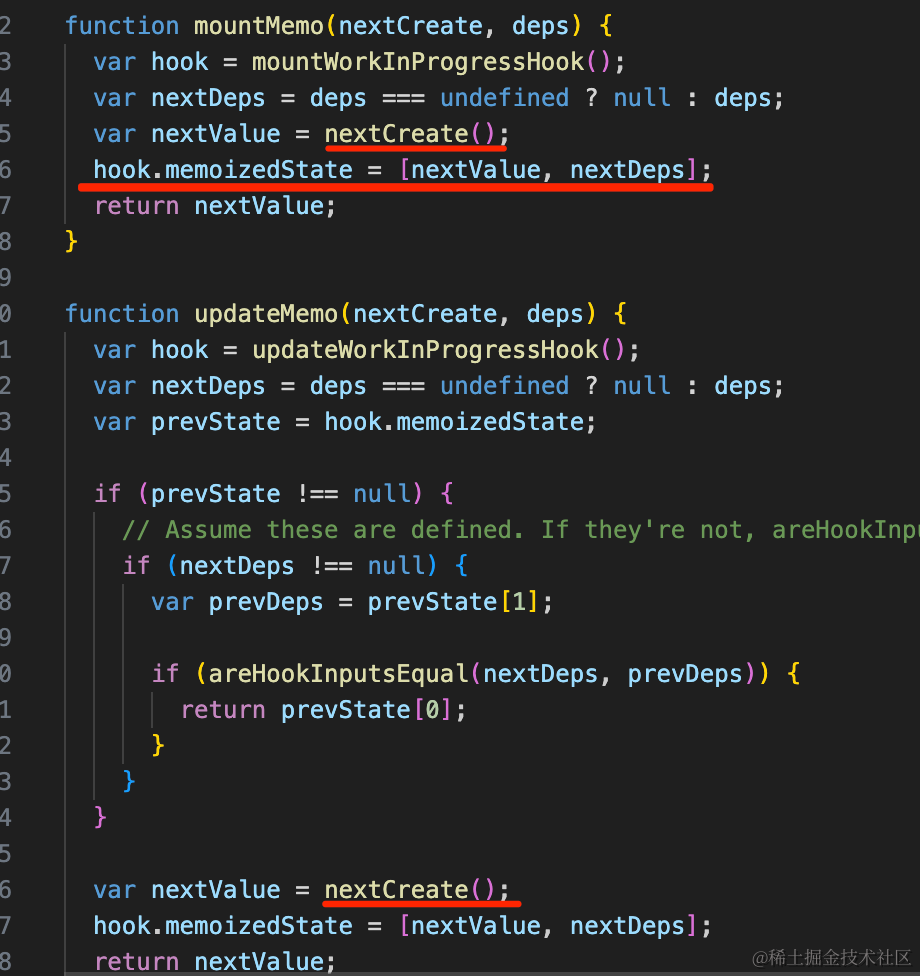 2 function mountMemo(nextCreate, deps) {
3 var hook = mountWorkInProgressHook();
4 var nextDeps = deps === undefined ? null : deps;
5 var nextValue = nextCreate();
6 hook.memoizedState = [nextValue, nextDeps];
7 return nextValue;
8 }
9
0 function updateMemo(nextCreate, deps) {
1 var hook = updateWorkInProgressHook();
2 var nextDeps = deps === undefined ? null : deps;
3 var prevState = hook.memoizedState;
4
5 if (prevState !== null) {
6 // Assume these are defined. If they're not, areHookInpu
7 if (nextDeps !== null) {
8 var prevDeps = prevState[1];
9
0 if (areHookInputsEqual(nextDeps, prevDeps)) {
1 return prevState[0];
2 }
3 }
4 }
5
6 var nextValue = nextCreate();
7 hook.memoizedState = [nextValue, nextDeps];
8 return nextValue;
@稀土掘金技术社区